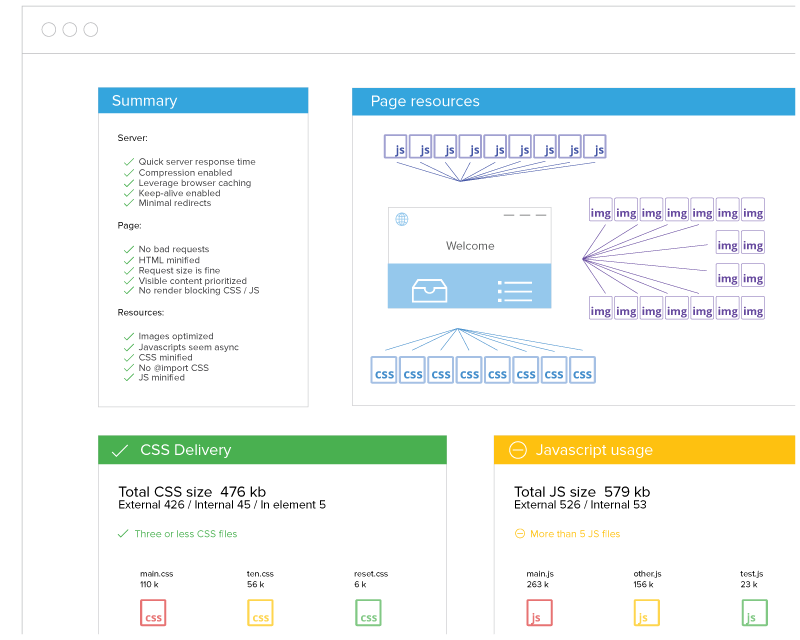 Summary
Server:
Quick server response time
Compression enabled
Leverage browser caching
Keep-alive enabled
Minimal redirects
Page:
No bad requests
HTML minified
Request size is fine
Visible content prioritized
No render blocking CSS / JS
Resources:
Images optimized
Javascripts seem async
CSS minified
No @import CSS
JS minified
Page resources
js js js js js js js js js
img img img img img img img
Welcome
img img
img img
img img img img img img img
css css css css css css css css
CSS Delivery
Total CSS size 476 kb
External 426 / Internal 45 / In element 5
Three or less CSS files
main.css ten.css reset.css
110 k 56 k 6 k
css css css
Javascript usage
Total JS size 579 kb
External 526 / Internal 53
More than 5 JS files
main.js other.js test.js
263 k 156 k 23 k
js js js